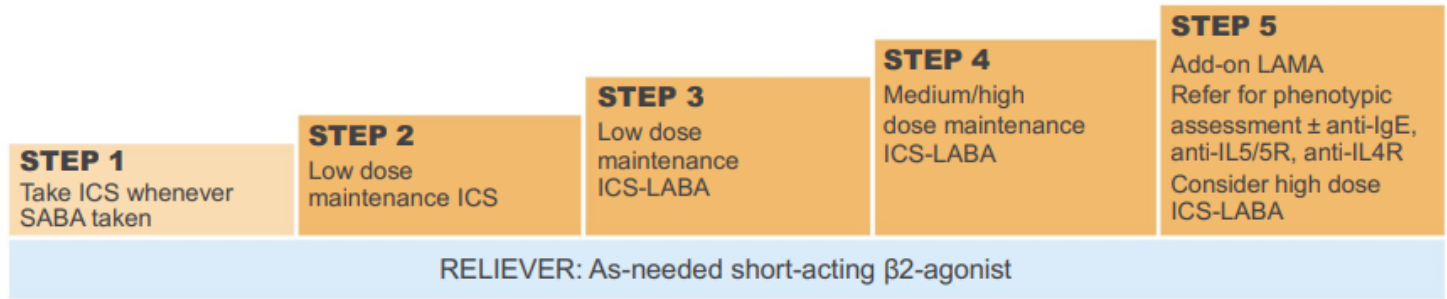 STEP 1
Take ICS whenever
SABA taken
STEP 2
Low dose
maintenance ICS
STEP 3
Low dose
maintenance
ICS-LABA
STEP 4
Medium/high
dose maintenance
ICS-LABA
STEP 5
Add-on LAMA
Refer for phenotypic
assessment ± anti-IgE,
anti-IL5/5R, anti-IL4R
Consider high dose
ICS-LABA
RELIEVER: As-needed short-acting β2-agonist